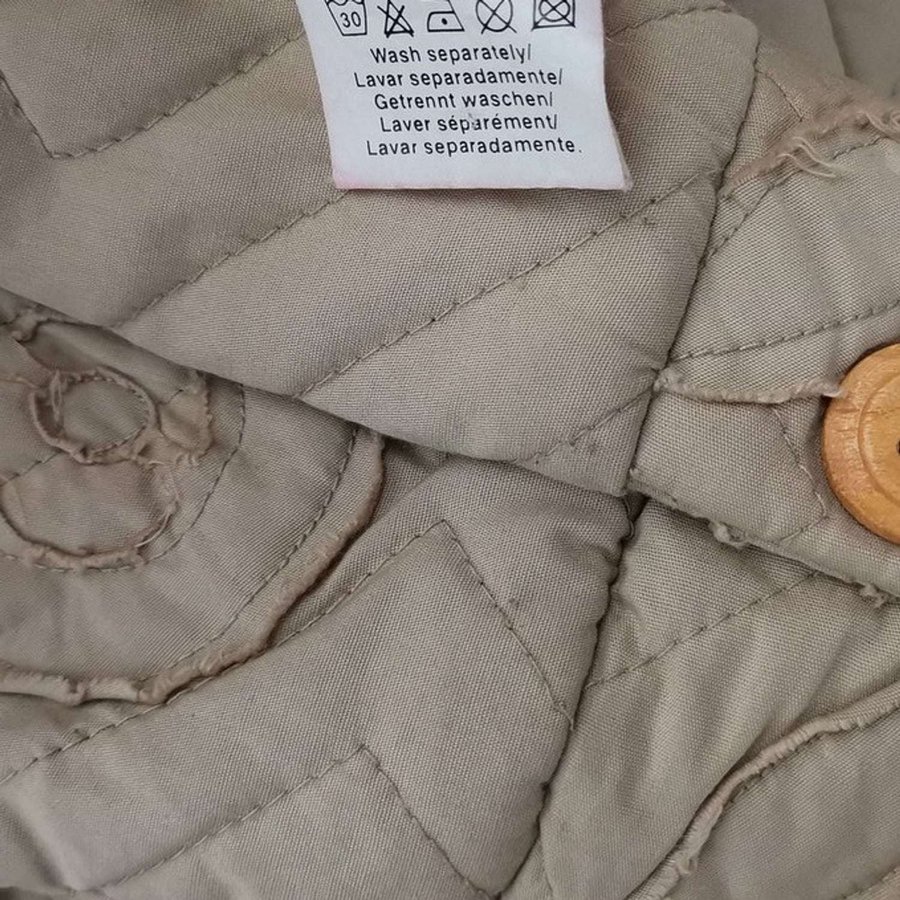 30
Wash separately/
Lavar separadamente/
Getrennt waschen/
Laver séparément/
Lavar separadamente.